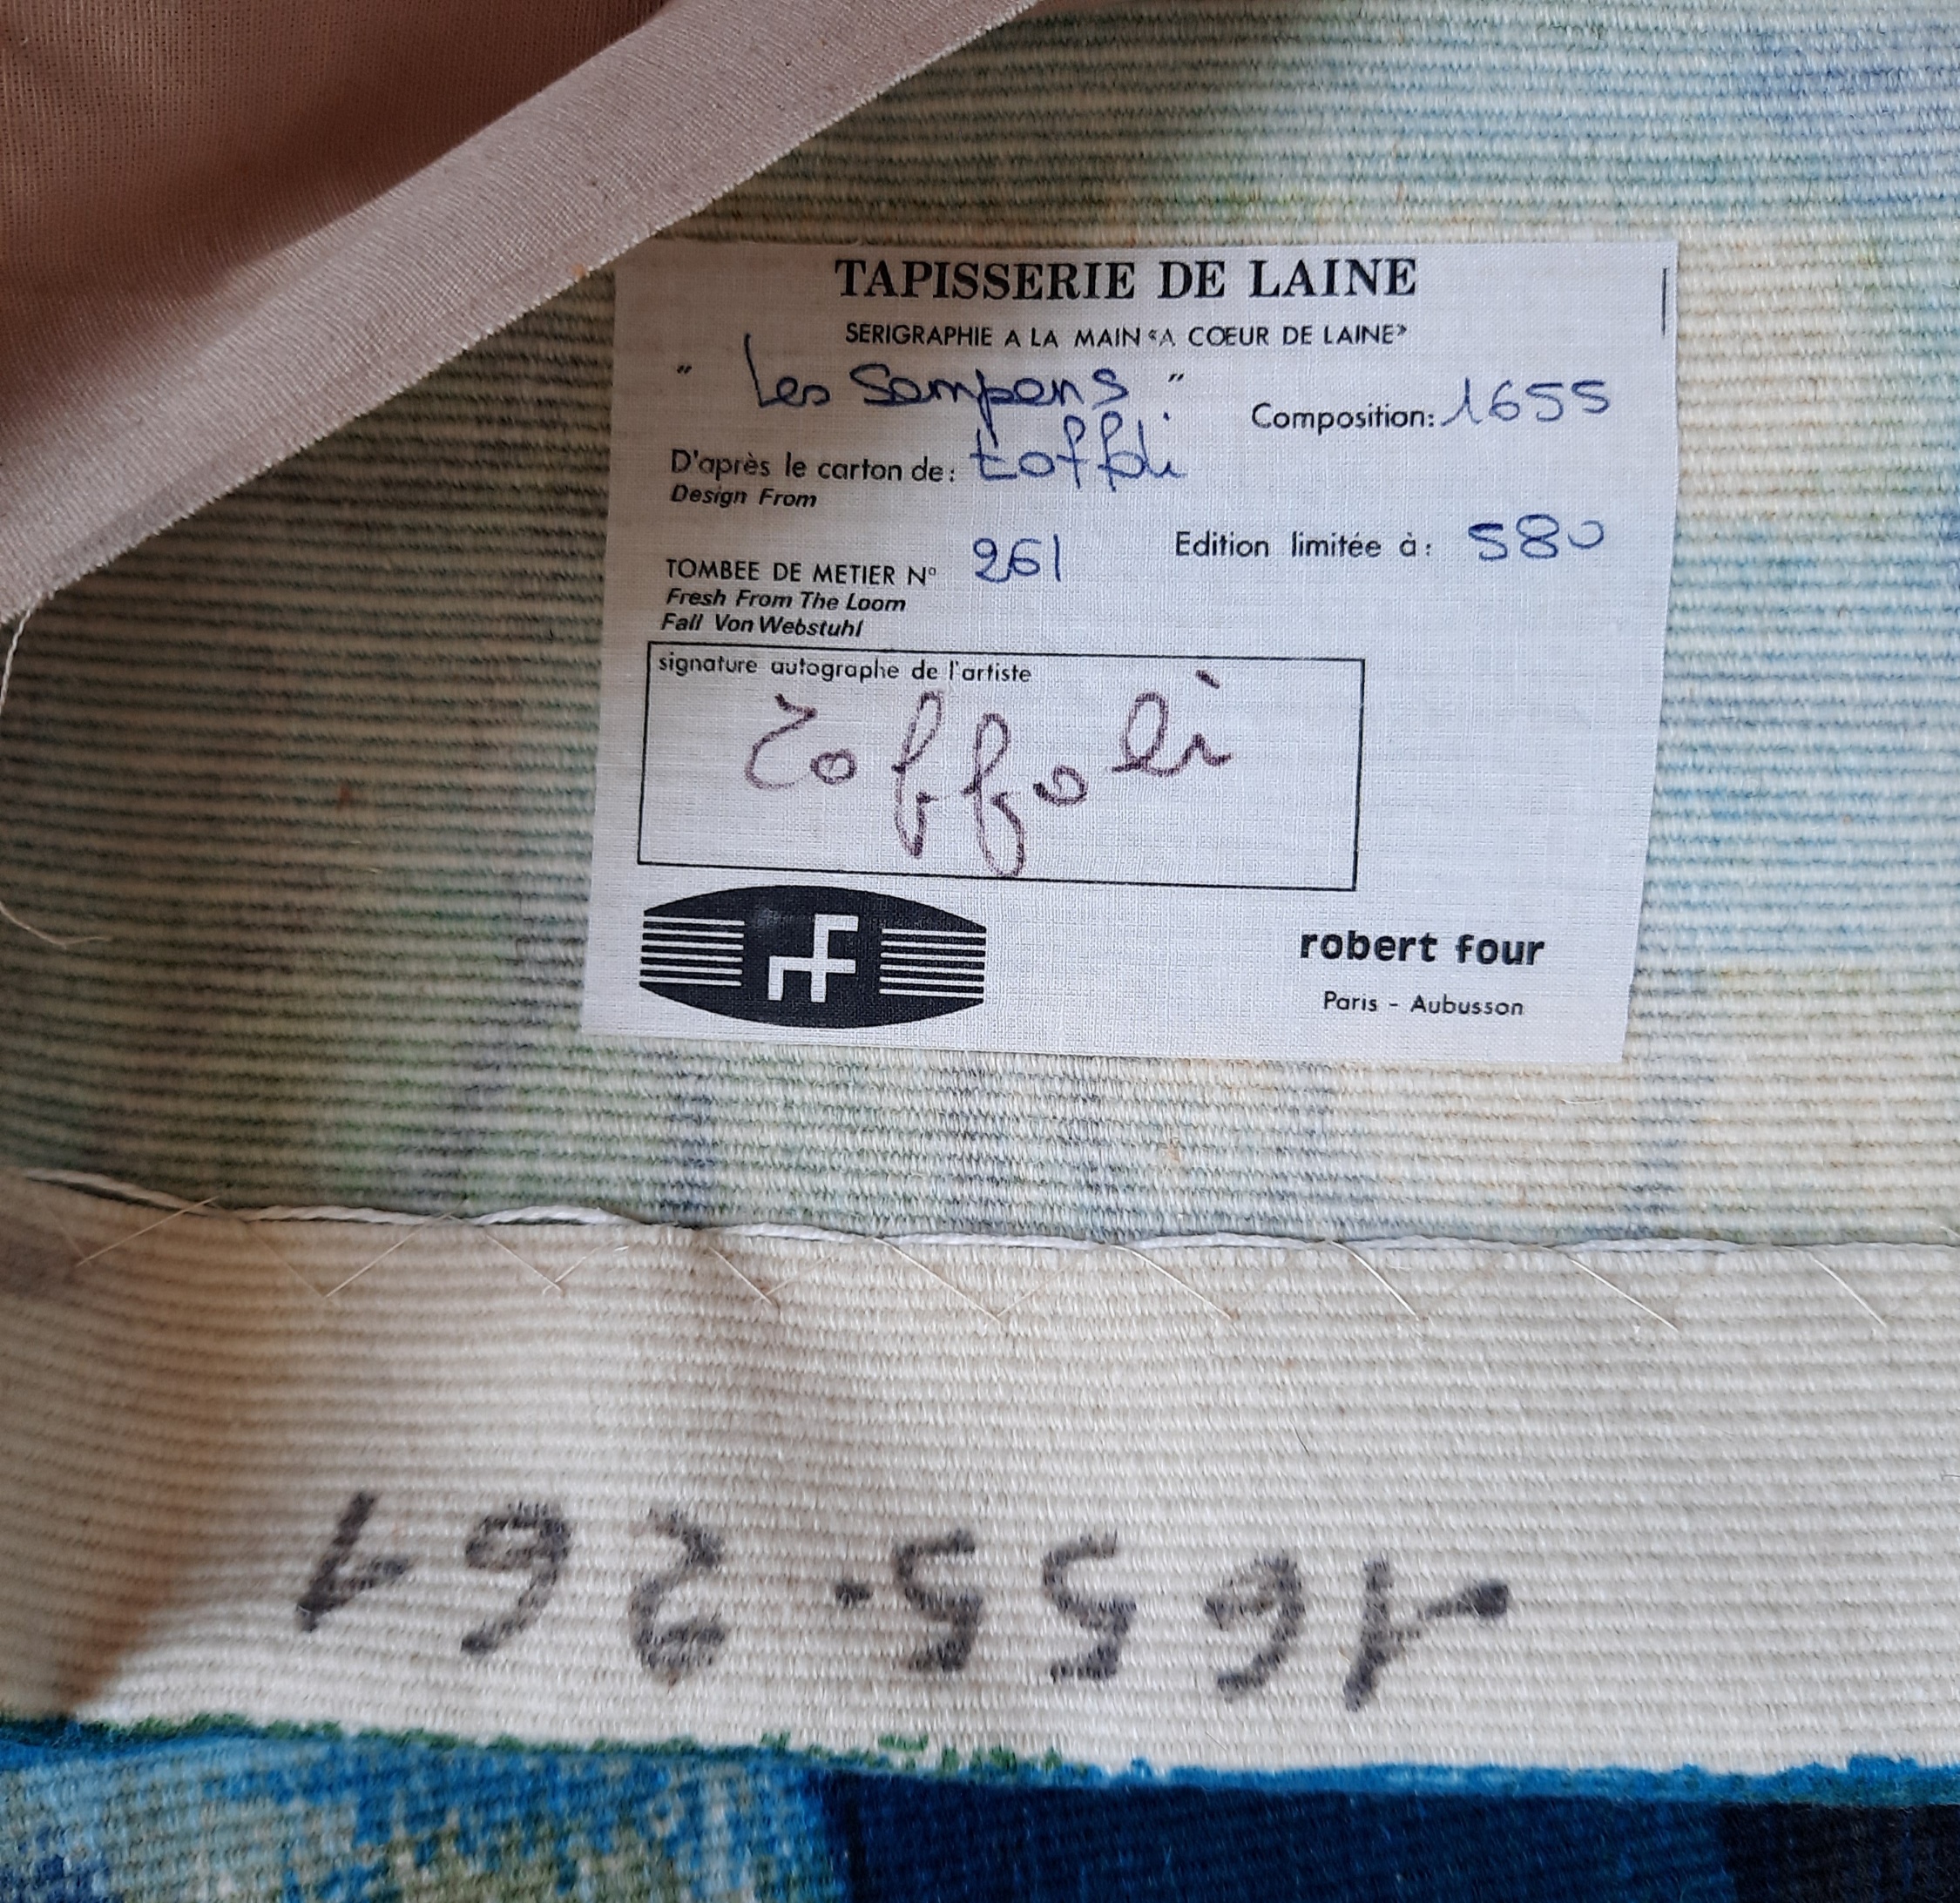 TAPISSERIE DE LAINE
SERIGRAPHIE A LA MAIN «A COEUR DE LAINE»
" Les Sampans "
Composition: 1655
D'après le carton de: toffoli
Design From
Edition limitée à: 580
TOMBEE DE METIER N° 261
Fresh From The Loom
Fall Von Webstuhl
signature autographe de l'artiste
Toffoli
robert four
Paris - Aubusson
1655-261